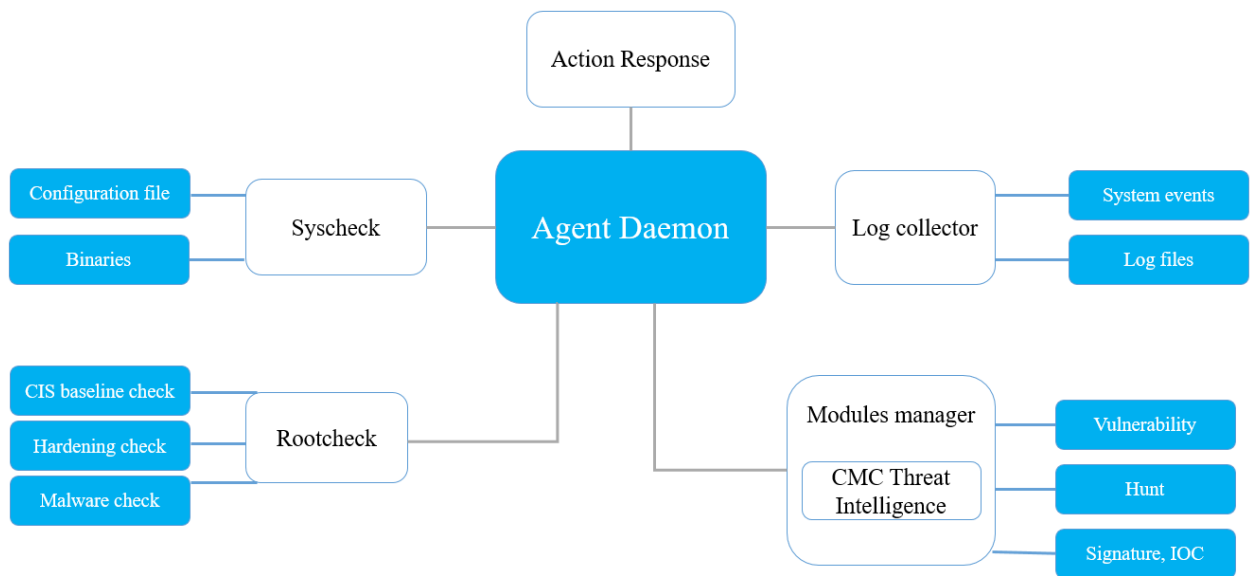 Action Response
Configuration file
Binaries
Syscheck
Agent Daemon
Log collector
System events
Log files
CIS baseline check
Hardening check
Malware check
Rootcheck
Modules manager
CMC Threat
Intelligence
Vulnerability
Hunt
Signature, IOC